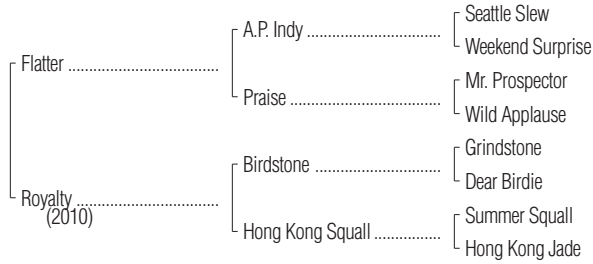 Seattle Slew
A.P. Indy ..............................
Weekend Surprise
Flatter ..................................
Mr. Prospector
Praise ..................................
Wild Applause
Grindstone
Birdstone ............................
Dear Birdie
Royalty ................................
(2010)
Summer Squall
Hong Kong Squall ...............
Hong Kong Jade